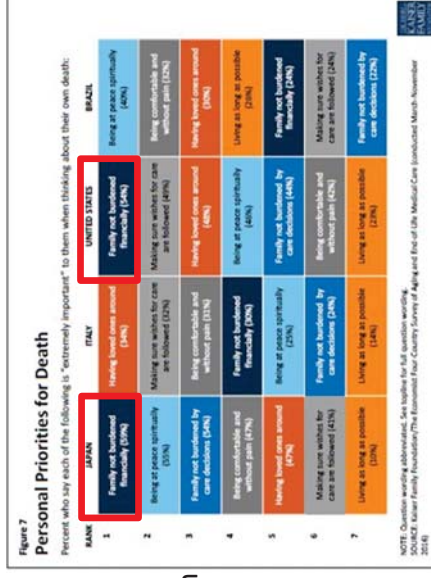 Figure 7
Personal Priorities for Death
Percent who say each of the following is "extremely important" to them when thinking about their own death:
RANK JAPAN ITALY UNITED STATES BRAZIL
1
Family not burdened
financially (59%)
Having loved ones around
(34%)
Family not burdened
financially (54%)
Being at peace spiritually
(40%)
2
Being at peace spiritually
(55%)
Making sure wishes for care
are followed (32%)
Making sure wishes for care
are followed (49%)
Being comfortable and
without pain (32%)
3
Family not burdened by
care decisions (54%)
Being comfortable and
without pain (31%)
Having loved ones around
(48%)
Having loved ones around
(30%)
4
Being comfortable and
without pain (47%)
Family not burdened
financially (30%)
Being at peace spiritually
(46%)
Living as long as possible
(28%)
5
Having loved ones around
(47%)
Being at peace spiritually
(25%)
Family not burdened by
care decisions (44%)
Family not burdened
financially (24%)
6
Making sure wishes for
care are followed (41%)
Family not burdened by
care decisions (24%)
Being comfortable and
without pain (42%)
Making sure wishes for
care are followed (24%)
7
Living as long as possible
(10%)
Living as long as possible
(14%)
Living as long as possible
(23%)
Family not burdened by
care decisions (22%)
NOTE: Question wording abbreviated. See topline for full question wording.
SOURCE: Kaiser Family Foundation/The Economist Four-Country Survey of Aging and End-of-Life Medical Care (conducted March-November
2016)
KAISER
FAMILY